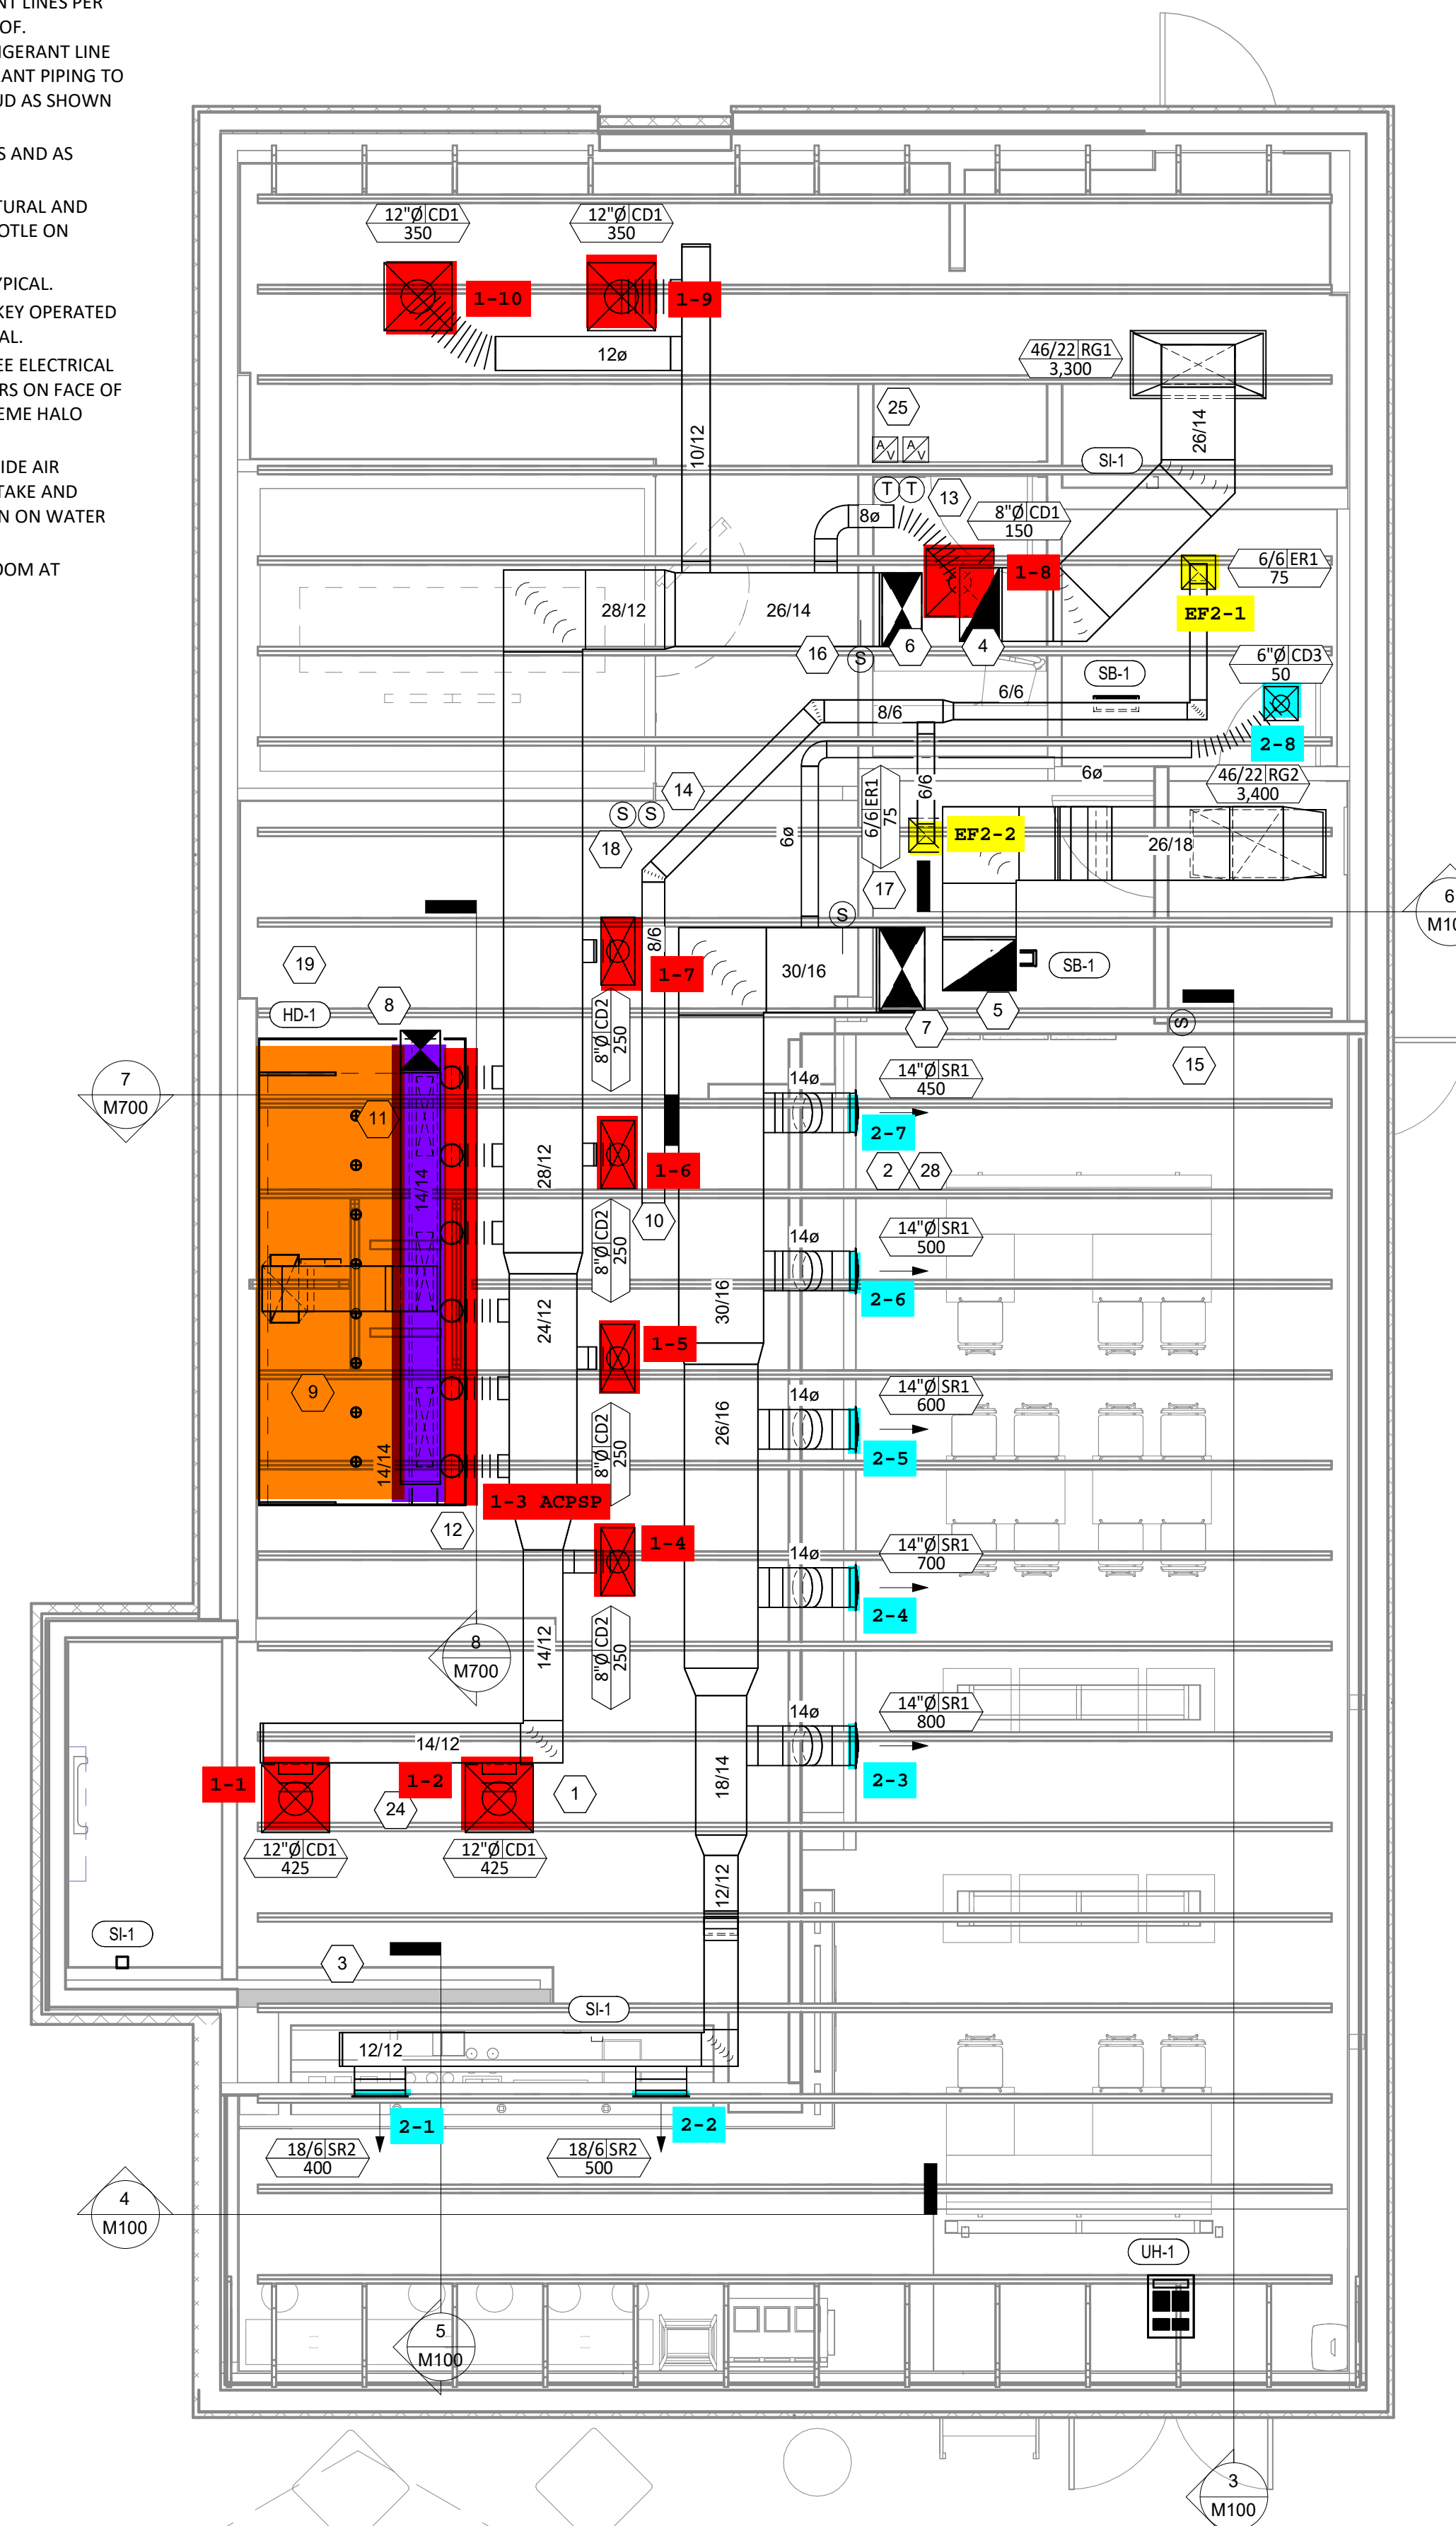 NT LINES PER
OF.
IGERANT LINE
ANT PIPING TO
UD AS SHOWN
S AND AS
TURAL AND
OTLE ON
YPICAL.
KEY OPERATED
AL.
EE ELECTRICAL
ERS ON FACE OF
EME HALO
IDE AIR
TAKE AND
N ON WATER
OOM AT
12"Ø CD1
350
12"Ø CD1
350
1-10
1-9
12ø
46/22 RG1
3,300
25
26/14
10/12
A/V
A/V
SI-1
T
T
13
8ø
8"Ø CD1
150
1-8
6/6 ER1
75
EF2-1
28/12
26/14
6
4
16
S
6"Ø CD3
50
SB-1
6/6
8/6
2-8
6ø
46/22 RG2
3,400
14
6/6
6/6 ER1
75
S
S
6ø
EF2-2
26/18
18
17
6
M10
S
8/6
19
1-7
30/16
SB-1
8
HD-1
8"Ø CD2
250
5
7
S
15
7
M700
14ø
14"Ø SR1
450
11
2-7
28/12
1-6
2
28
14/14
10
8"Ø CD2
250
14ø
14"Ø SR1
500
2-6
30/16
24/12
1-5
9
14ø
14"Ø SR1
600
26/16
8"Ø CD2
250
2-5
14/14
1-3 ACPSP
12
1-4
14ø
14"Ø SR1
700
2-4
8
M700
14/12
8"Ø CD2
250
14ø
14"Ø SR1
800
14/12
2-3
1-1
1-2
18/14
1
24
12"Ø CD1
425
12"Ø CD1
425
12/12
SI-1
3
SI-1
12/12
2-1
2-2
18/6 SR2
400
18/6 SR2
500
4
M100
UH-1
5
M100
3
M100